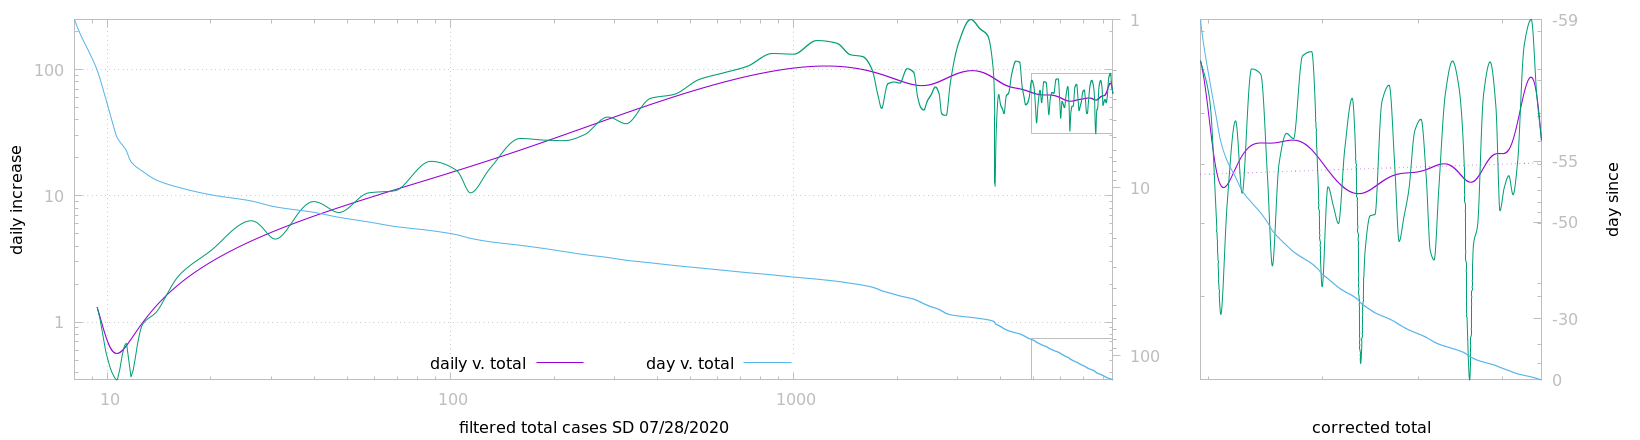 100
10
1
daily increase
10
100
1000
filtered total cases SD 07/28/2020
daily v. total
day v. total
1
10
100
-59
-55
-50
-30
0
day since
corrected total